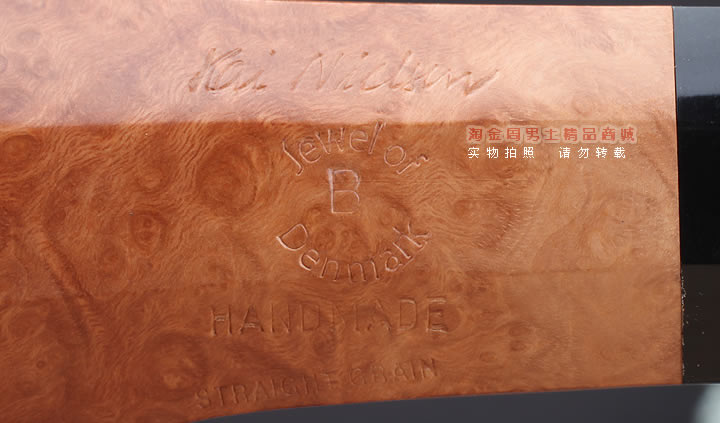 Kai Nielsen
淘金周男士精品商城
实物拍照 请勿转载
Jewel of
B
Denmark
HANDMADE
STRAIGHT GRAIN